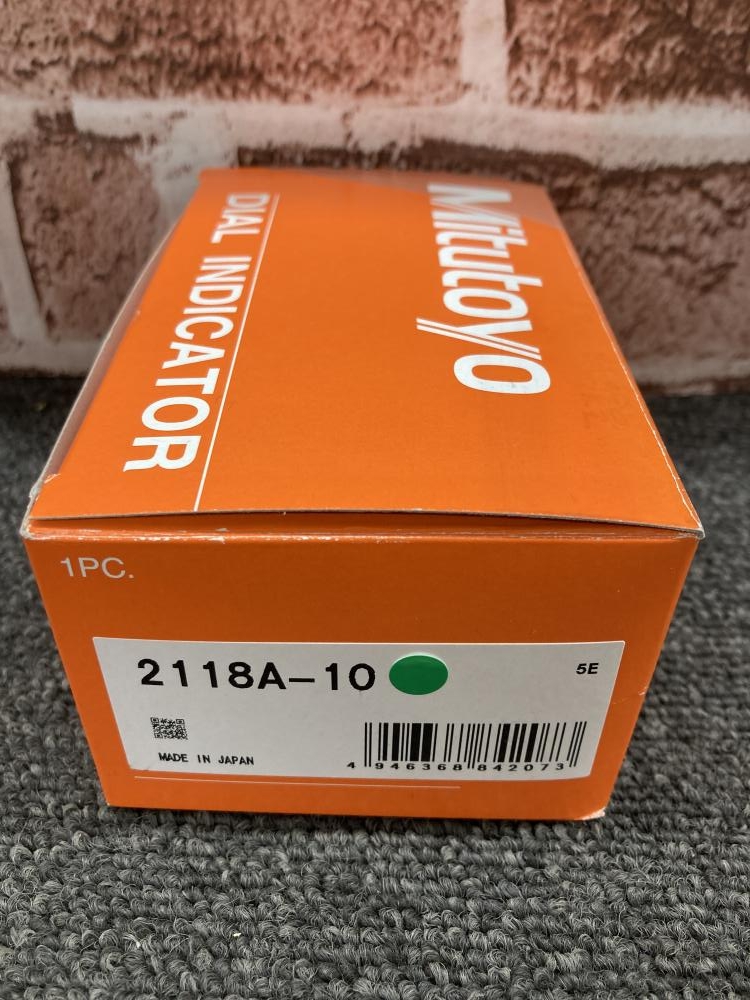 Mitutoyo
DIAL INDICATOR
1PC.
2118A-10
5E
MADE IN JAPAN
4 946368 842073